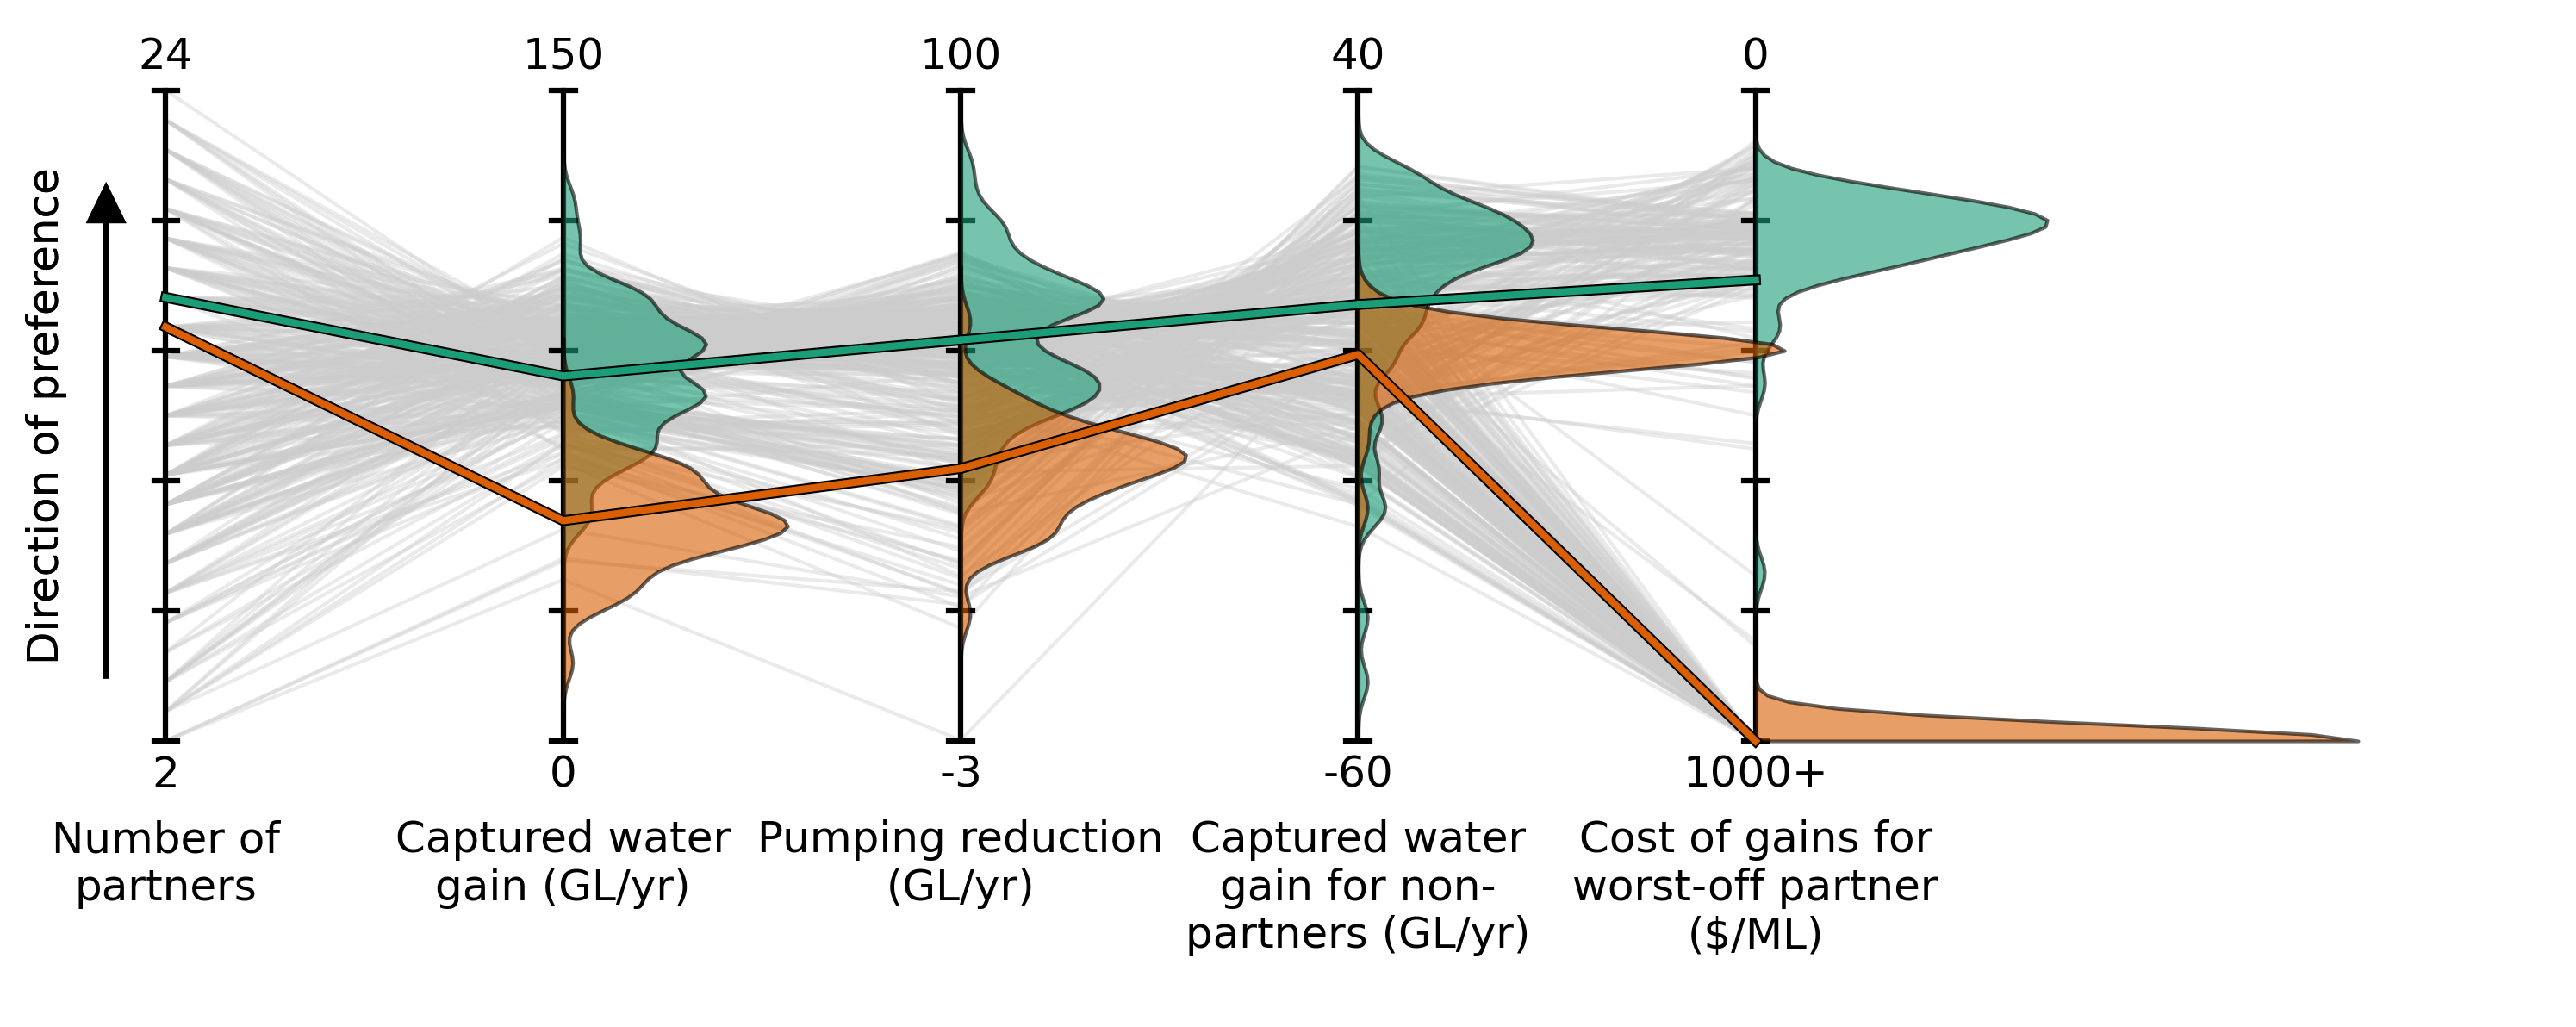 24 150 100 40 0
Direction of preference
2 0 -3 -60 1000+
Number of
partners
Captured water
gain (GL/yr)
Pumping reduction
(GL/yr)
Captured water
gain for non-
partners (GL/yr)
Cost of gains for
worst-off partner
($/ML)